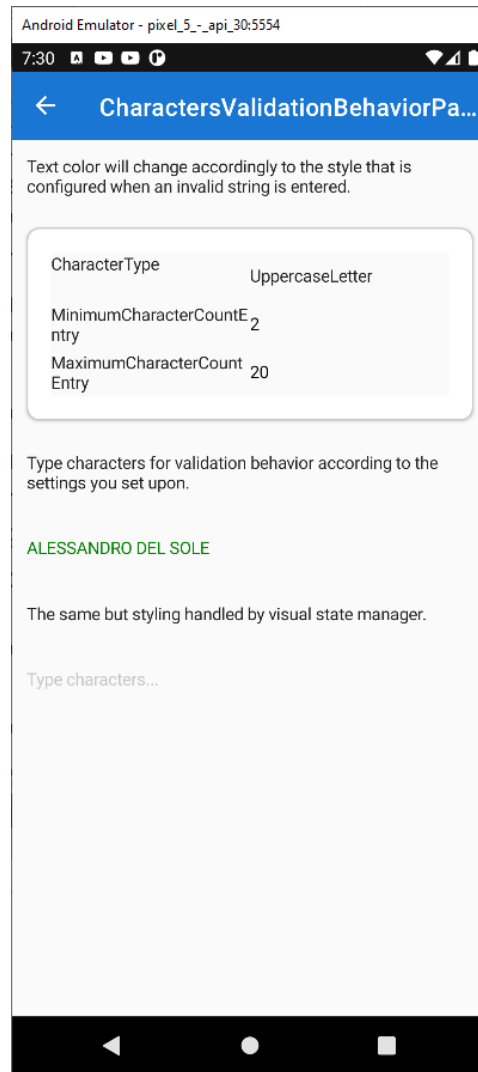 Android Emulator - pixel_5_-_api_30:5554
7:30
CharactersValidationBehaviorPa...
Text color will change accordingly to the style that is
configured when an invalid string is entered.
CharacterType
UppercaseLetter
MinimumCharacterCountE
ntry
2
MaximumCharacterCount
Entry
20
Type characters for validation behavior according to the
settings you set upon.
ALESSANDRO DEL SOLE
The same but styling handled by visual state manager.
Type characters...